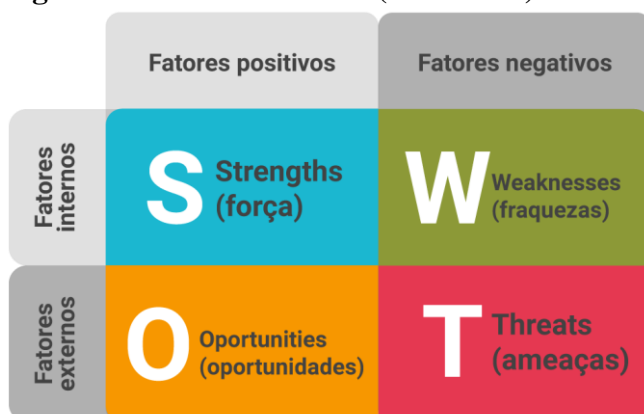 Fatores positivos
Fatores negativos
Fatores
internos
S
Strengths
(força)
W
Weaknesses
(fraquezas)
Fatores
externos
O
Oportunities
(oportunidades)
T
Threats
(ameaças)